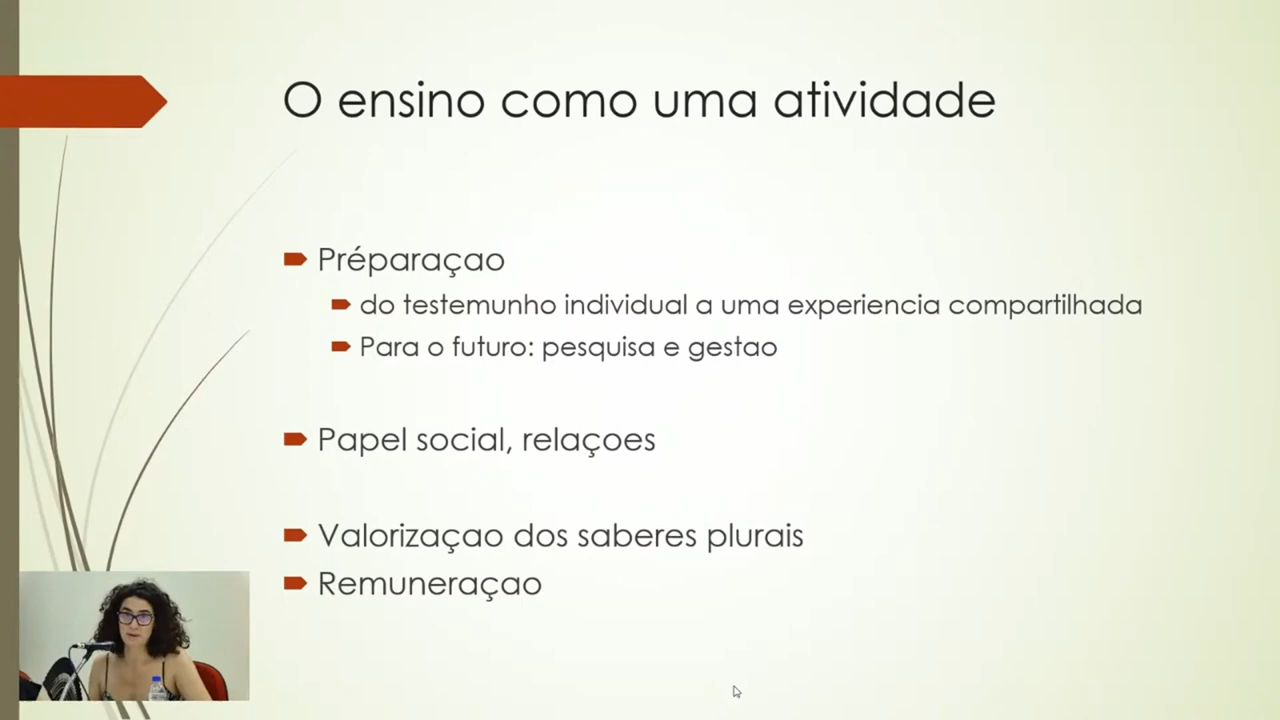 O ensino como uma atividade
Préparaçao
do testemunho individual a uma experiencia compartilhada
Para o futuro: pesquisa e gestao
Papel social, relaçoes
Valorizaçao dos saberes plurais
Remuneraçao